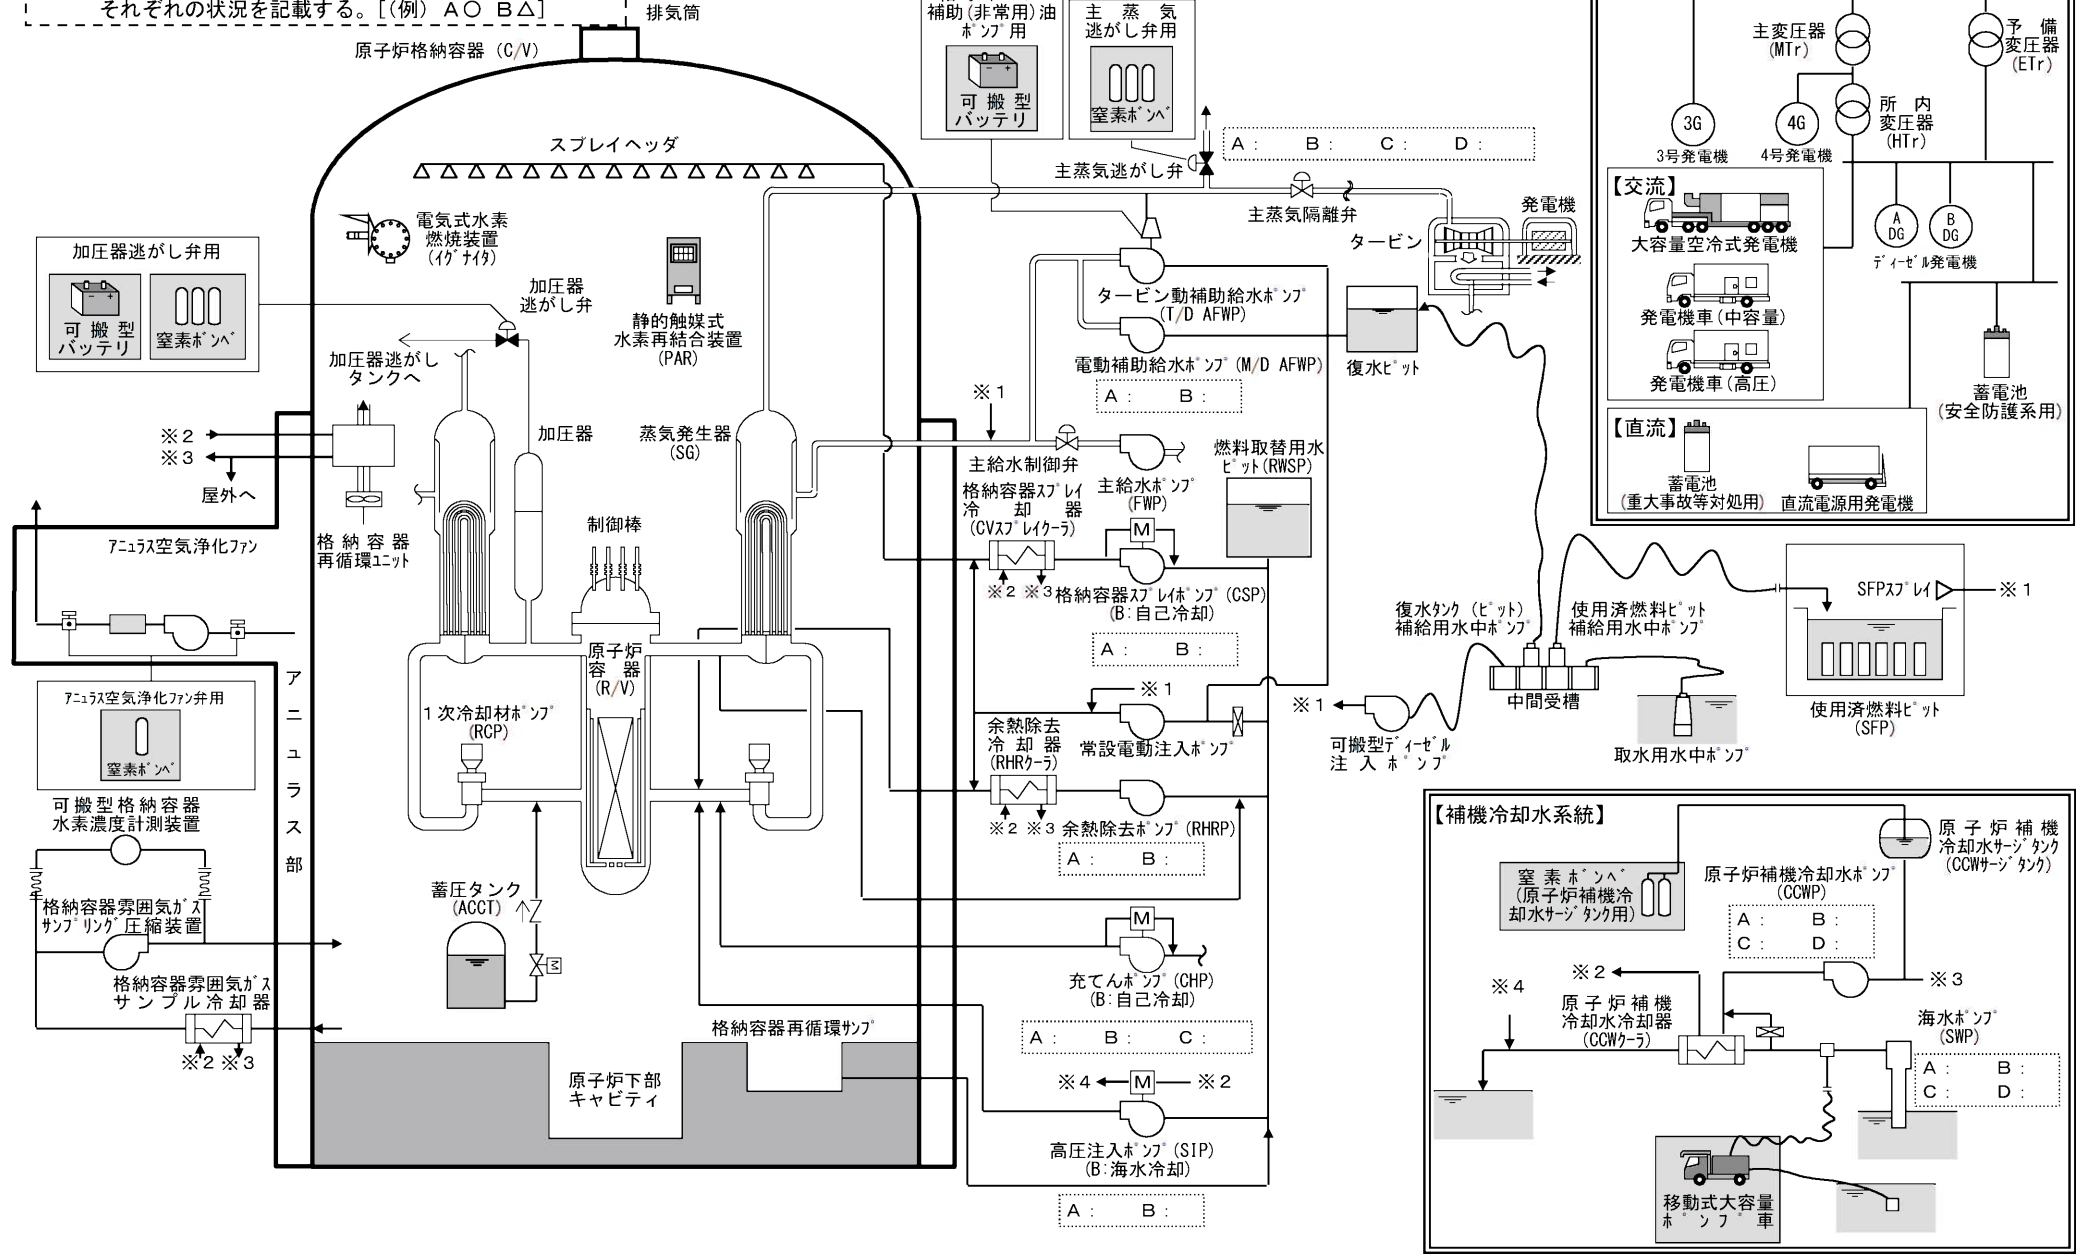 それぞれの状況を記載する。[(例) A〇 B△]
排気筒
原子炉格納容器 (C/V)
補助(非常用)油
ポンプ用
可搬型
バッテリ
主蒸気
逃がし弁用
窒素ボンベ
主蒸気逃がし弁
A: B: C: D:
スプレイヘッダ
電気式水素
燃焼装置
(イグナイタ)
静的触媒式
水素再結合装置
(PAR)
加圧器逃がし弁用
可搬型
バッテリ
窒素ボンベ
加圧器
逃がし弁
加圧器逃がし
タンクへ
※2
※3
屋外へ
格納容器
再循環ユニット
加圧器
蒸気発生器
(SG)
制御棒
原子炉
容器
(R/V)
1次冷却材ポンプ
(RCP)
蓄圧タンク
(ACCT)
M
格納容器再循環サンプ
原子炉下部
キャビティ
アニュラス空気浄化ファン
アニュラス空気浄化ファン弁用
窒素ボンベ
アニュラス部
可搬型格納容器
水素濃度計測装置
格納容器雰囲気ガス
サンプリング圧縮装置
格納容器雰囲気ガス
サンプル冷却器
※2 ※3
主蒸気隔離弁
タービン
発電機
タービン動補助給水ポンプ
(T/D AFWP)
電動補助給水ポンプ(M/D AFWP)
A: B:
復水ピット
※1
主給水制御弁
主給水ポンプ
(FWP)
燃料取替用水
ピット(RWSP)
格納容器スプレイ
冷却器
(CVスプレイクーラ)
M
※2 ※3
格納容器スプレイポンプ(CSP)
(B:自己冷却)
A: B:
※1
常設電動注入ポンプ
余熱除去
冷却器
(RHRクーラ)
※2 ※3
余熱除去ポンプ(RHRP)
A: B:
M
充てんポンプ(CHP)
(B:自己冷却)
A: B: C:
※4 M ※2
高圧注入ポンプ(SIP)
(B:海水冷却)
A: B:
主変圧器
(MTr)
予備
変圧器
(ETr)
所内
変圧器
(HTr)
3G
3号発電機
4G
4号発電機
A
DG
B
DG
ディーゼル発電機
【交流】
大容量空冷式発電機
発電機車(中容量)
発電機車(高圧)
蓄電池
(安全防護系用)
【直流】
蓄電池
(重大事故等対処用)
直流電源用発電機
復水タンク(ピット)
補給用水中ポンプ
使用済燃料ピット
補給用水中ポンプ
SFPスプレイ
※1
使用済燃料ピット
(SFP)
中間受槽
取水用水中ポンプ
※1
可搬型ディーゼル
注入ポンプ
【補機冷却水系統】
原子炉補機
冷却水サージタンク
(CCWサージタンク)
窒素ボンベ
(原子炉補機冷
却水サージタンク用)
原子炉補機冷却水ポンプ
(CCWP)
A: B:
C: D:
※2
※3
※4
原子炉補機
冷却水冷却器
(CCWクーラ)
海水ポンプ
(SWP)
A: B:
C: D:
移動式大容量
ポンプ車